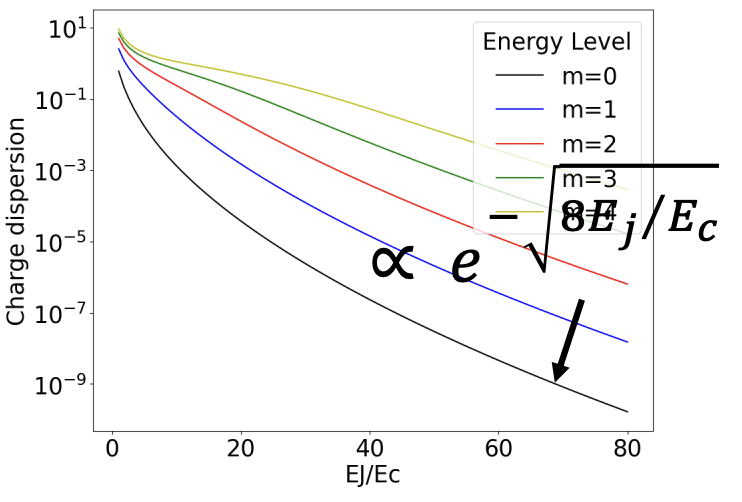 Energy Level
m=0
m=1
m=2
m=3
m=4
∝ e^−√8E_j/E_c
Charge dispersion
10^1
10^−1
10^−3
10^−5
10^−7
10^−9
0 20 40 60 80
EJ/Ec